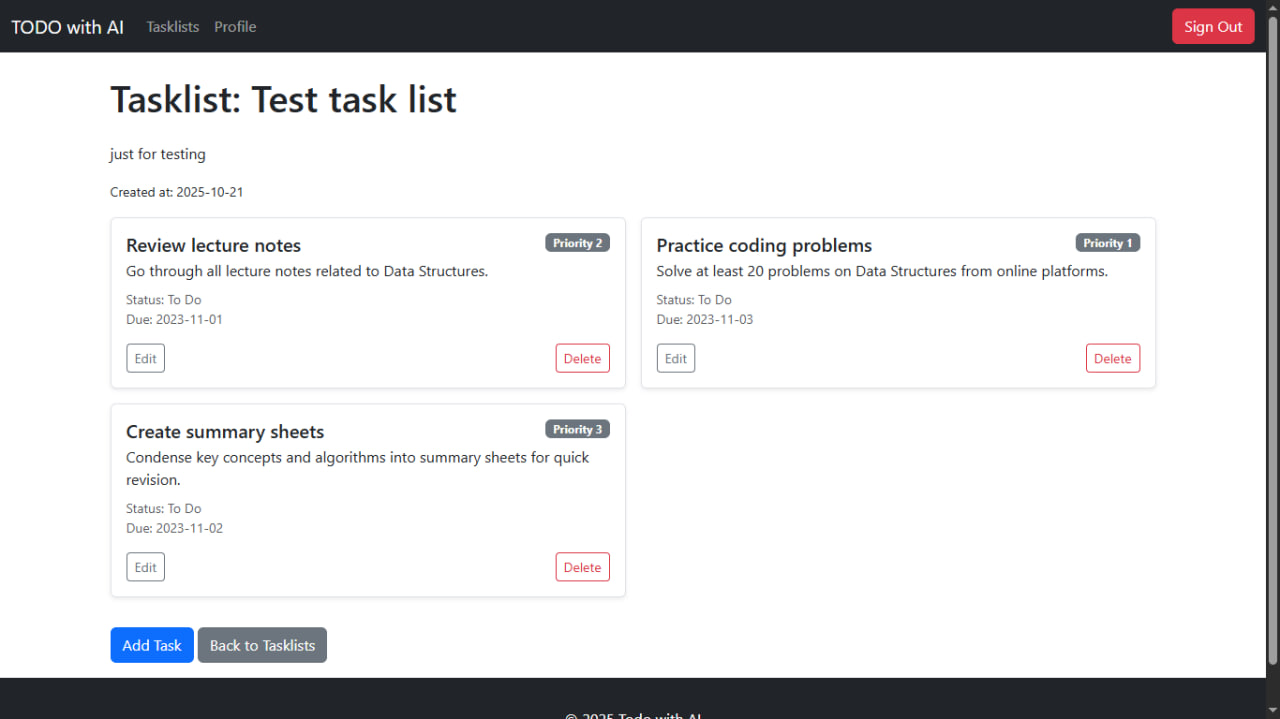 TODO with AI Tasklists Profile Sign Out
Tasklist: Test task list
just for testing
Created at: 2025-10-21
Review lecture notes Priority 2
Go through all lecture notes related to Data Structures.
Status: To Do
Due: 2023-11-01
Edit Delete
Practice coding problems Priority 1
Solve at least 20 problems on Data Structures from online platforms.
Status: To Do
Due: 2023-11-03
Edit Delete
Create summary sheets Priority 3
Condense key concepts and algorithms into summary sheets for quick
revision.
Status: To Do
Due: 2023-11-02
Edit Delete
Add Task Back to Tasklists
© 2025 Todo with AI